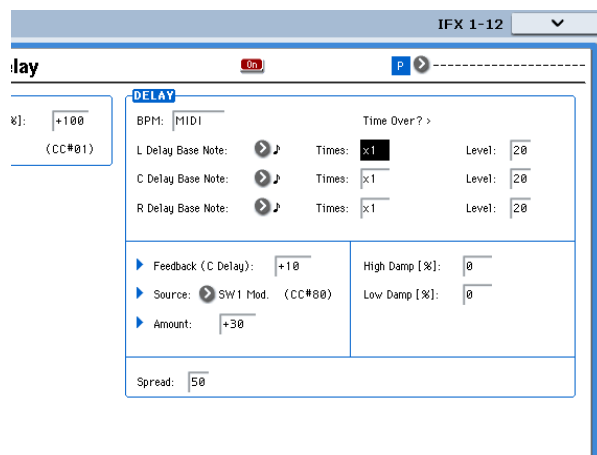 IFX 1-12
lay
On
P
%]: +100
(CC#01)
DELAY
BPM: MIDI Time Over? >
L Delay Base Note: ♪ Times: x1 Level: 20
C Delay Base Note: ♪ Times: x1 Level: 20
R Delay Base Note: ♪ Times: x1 Level: 20
Feedback (C Delay): +10 High Damp [%]: 0
Source: SW1 Mod. (CC#80) Low Damp [%]: 0
Amount: +30
Spread: 50